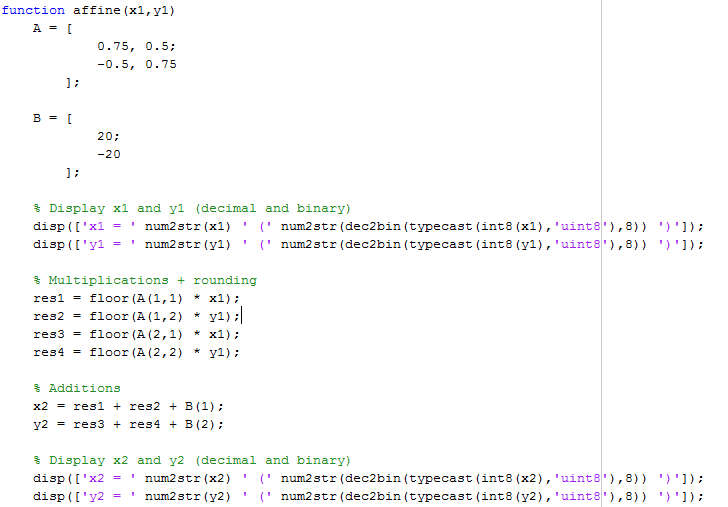 function affine(x1,y1)
A = [
0.75, 0.5;
-0.5, 0.75
];
B = [
20;
-20
];
% Display x1 and y1 (decimal and binary)
disp(['x1 = ' num2str(x1) ' (' num2str(dec2bin(typecast(int8(x1),'uint8'),8)) ')']);
disp(['y1 = ' num2str(y1) ' (' num2str(dec2bin(typecast(int8(y1),'uint8'),8)) ')']);
% Multiplications + rounding
res1 = floor(A(1,1) * x1);
res2 = floor(A(1,2) * y1);
res3 = floor(A(2,1) * x1);
res4 = floor(A(2,2) * y1);
% Additions
x2 = res1 + res2 + B(1);
y2 = res3 + res4 + B(2);
% Display x2 and y2 (decimal and binary)
disp(['x2 = ' num2str(x2) ' (' num2str(dec2bin(typecast(int8(x2),'uint8'),8)) ')']);
disp(['y2 = ' num2str(y2) ' (' num2str(dec2bin(typecast(int8(y2),'uint8'),8)) ')']);